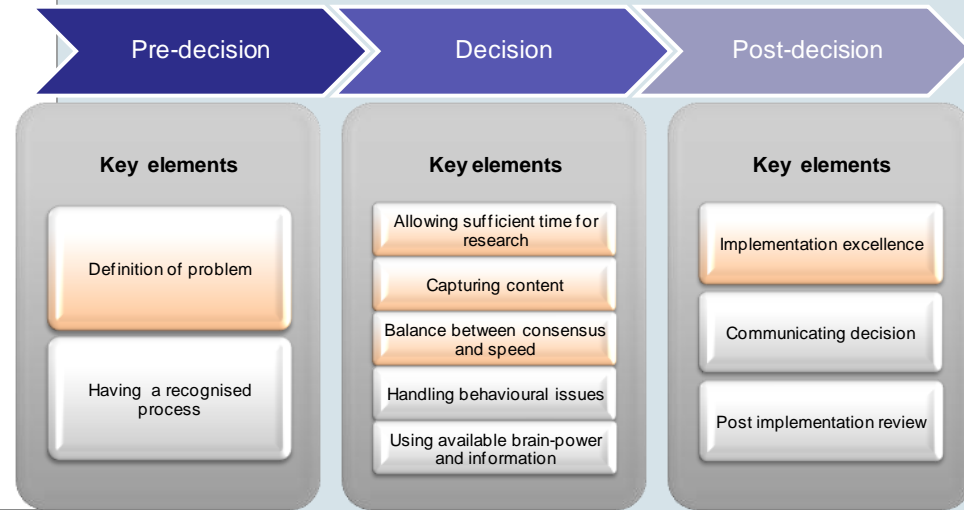 Pre-decision
Decision
Post-decision
Key elements
Definition of problem
Having a recognised
process
Key elements
Allowing sufficient time for
research
Capturing content
Balance between consensus
and speed
Handling behavioural issues
Using available brain-power
and information
Key elements
Implementation excellence
Communicating decision
Post implementation review